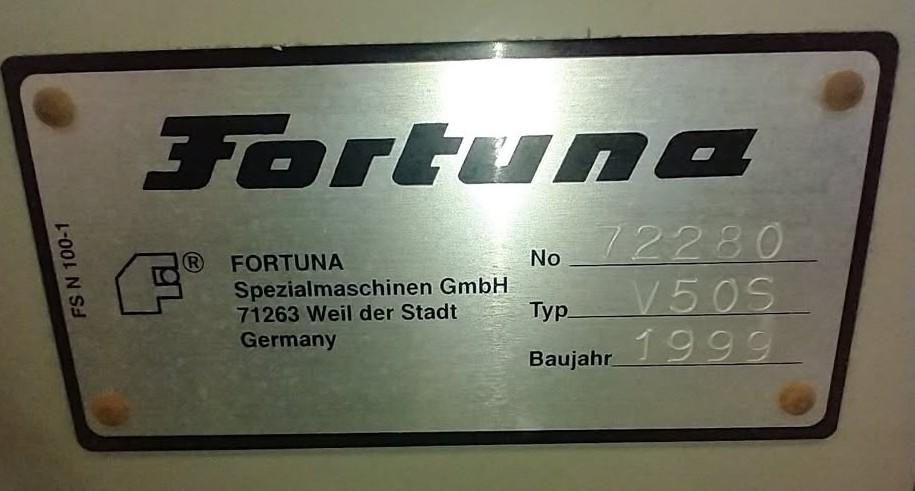 Fortuna
FS N 100-1
®
FORTUNA
Spezialmaschinen GmbH
71263 Weil der Stadt
Germany
No 72280
Typ V50S
Baujahr 1999